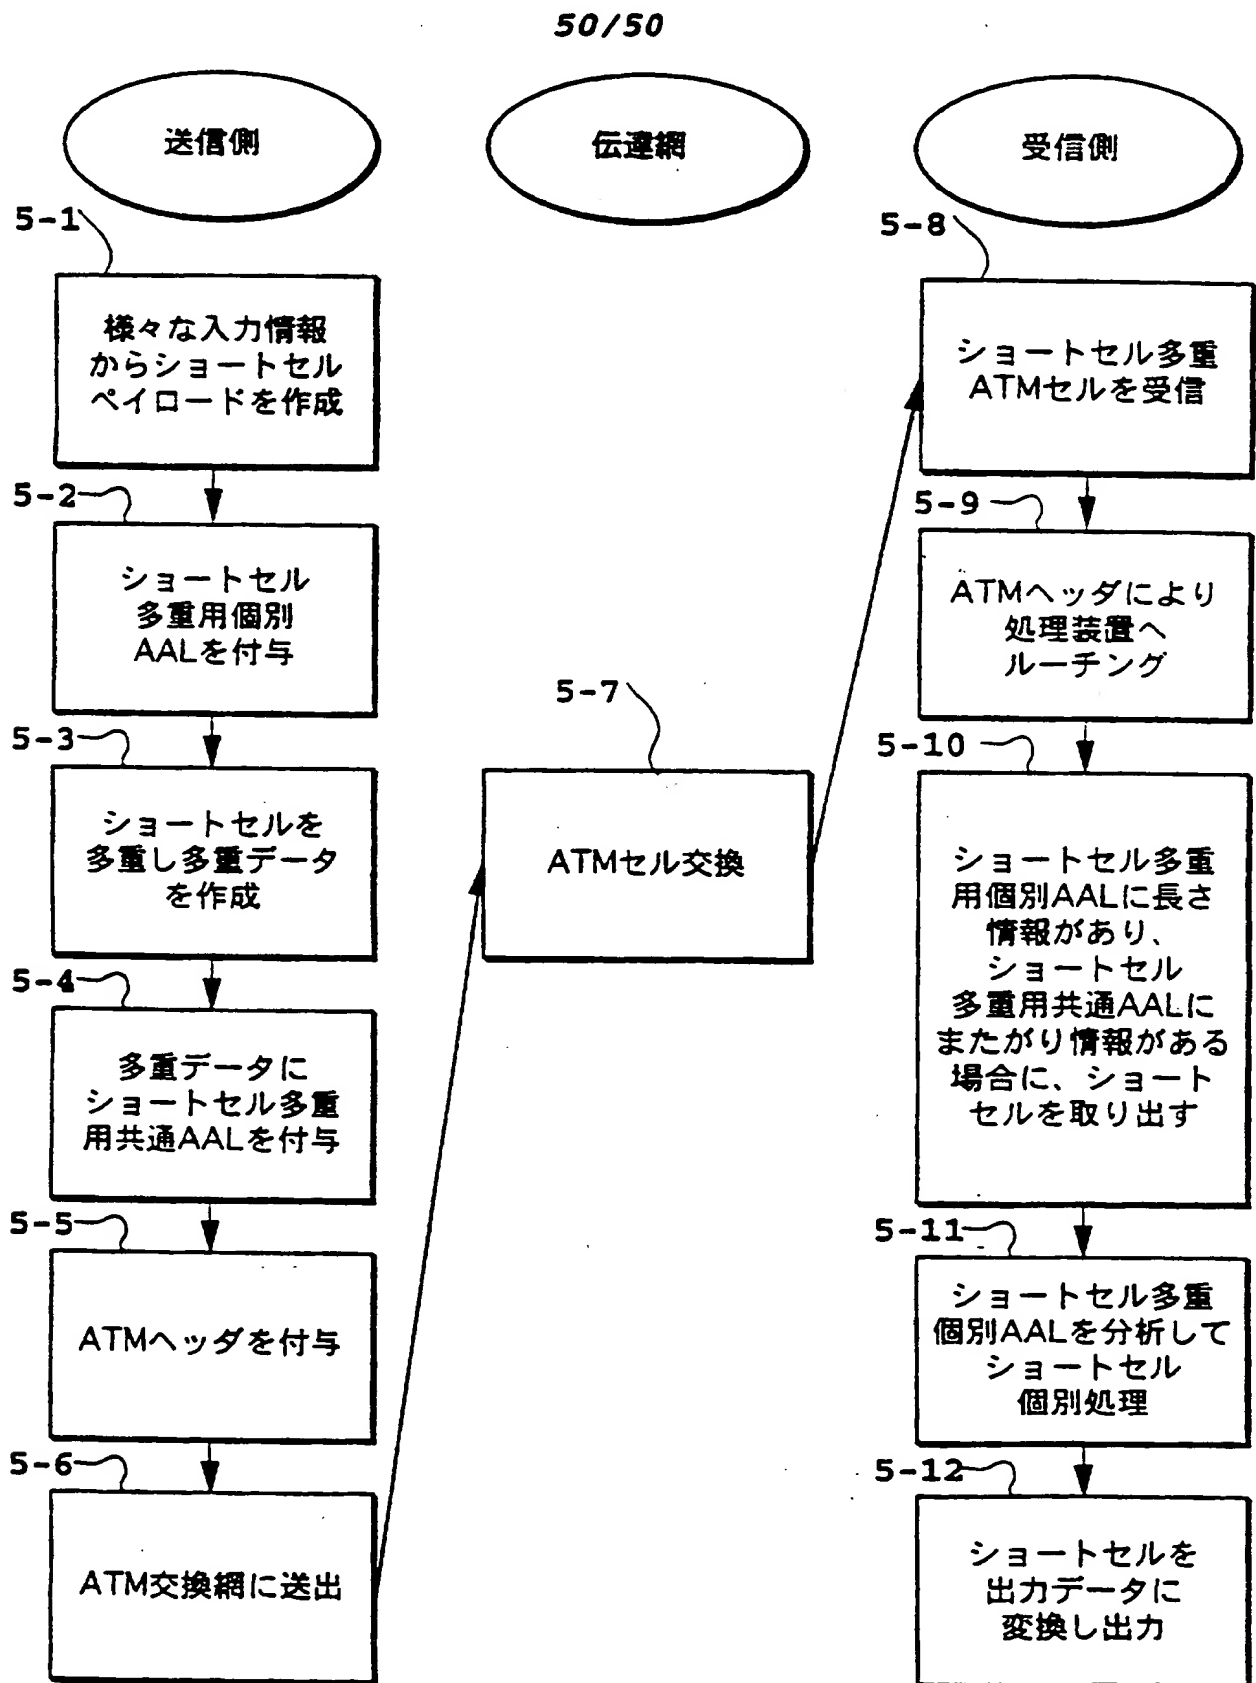 50/50
送信側
伝達網
受信側
5-1
様々な入力情報
からショートセル
ペイロードを作成
5-2
ショートセル
多重用個別
AALを付与
5-3
ショートセルを
多重し多重データ
を作成
5-4
多重データに
ショートセル多重
用共通AALを付与
5-5
ATMヘッダを付与
5-6
ATM交換網に送出
5-7
ATMセル交換
5-8
ショートセル多重
ATMセルを受信
5-9
ATMヘッダにより
処理装置へ
ルーチング
5-10
ショートセル多重
用個別AALに長さ
情報があり、
ショートセル
多重用共通AALに
またがり情報がある
場合に、ショート
セルを取り出す
5-11
ショートセル多重
個別AALを分析して
ショートセル
個別処理
5-12
ショートセルを
出力データに
変換し出力